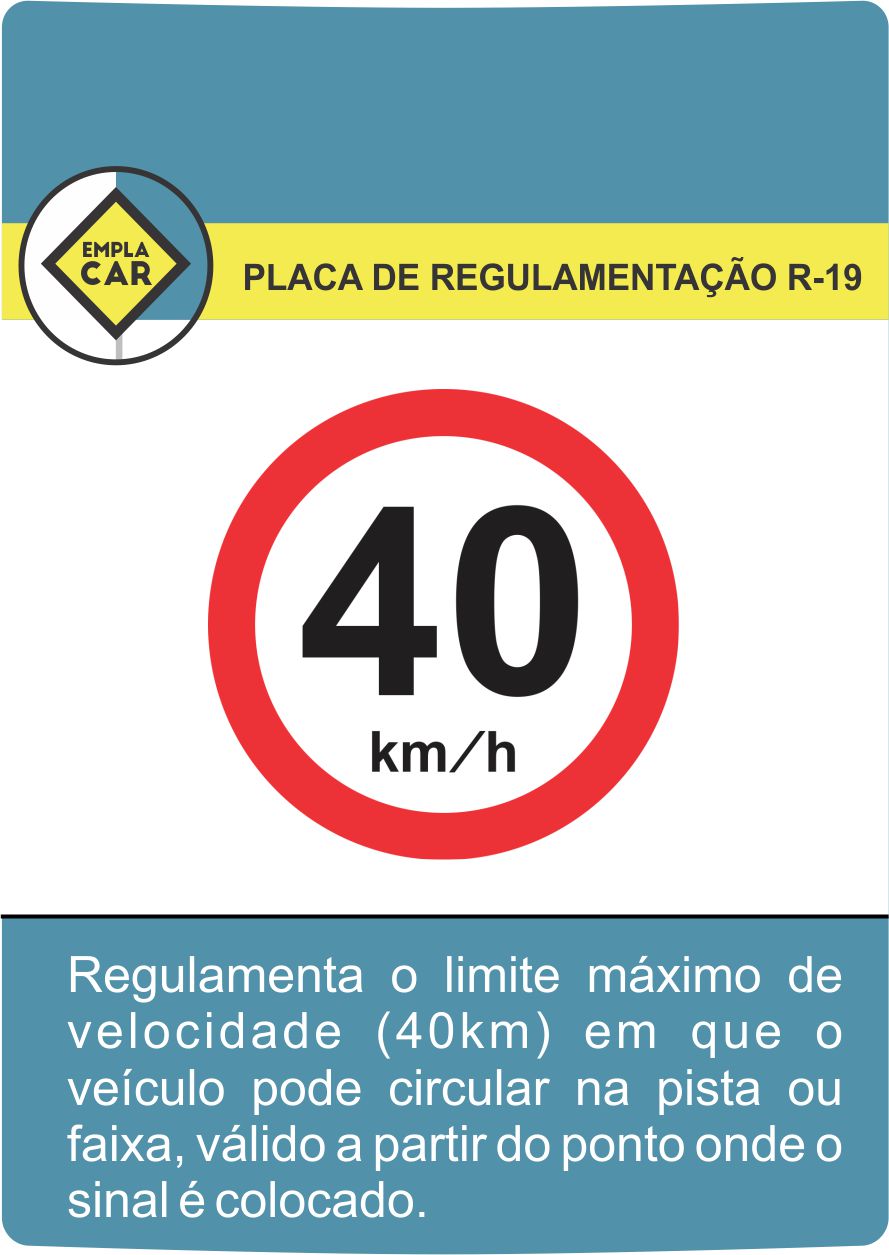 EMPLA
CAR
PLACA DE REGULAMENTAÇÃO R-19
40
km/h
Regulamenta o limite máximo de
velocidade (40km) em que o
veículo pode circular na pista ou
faixa, válido a partir do ponto onde o
sinal é colocado.